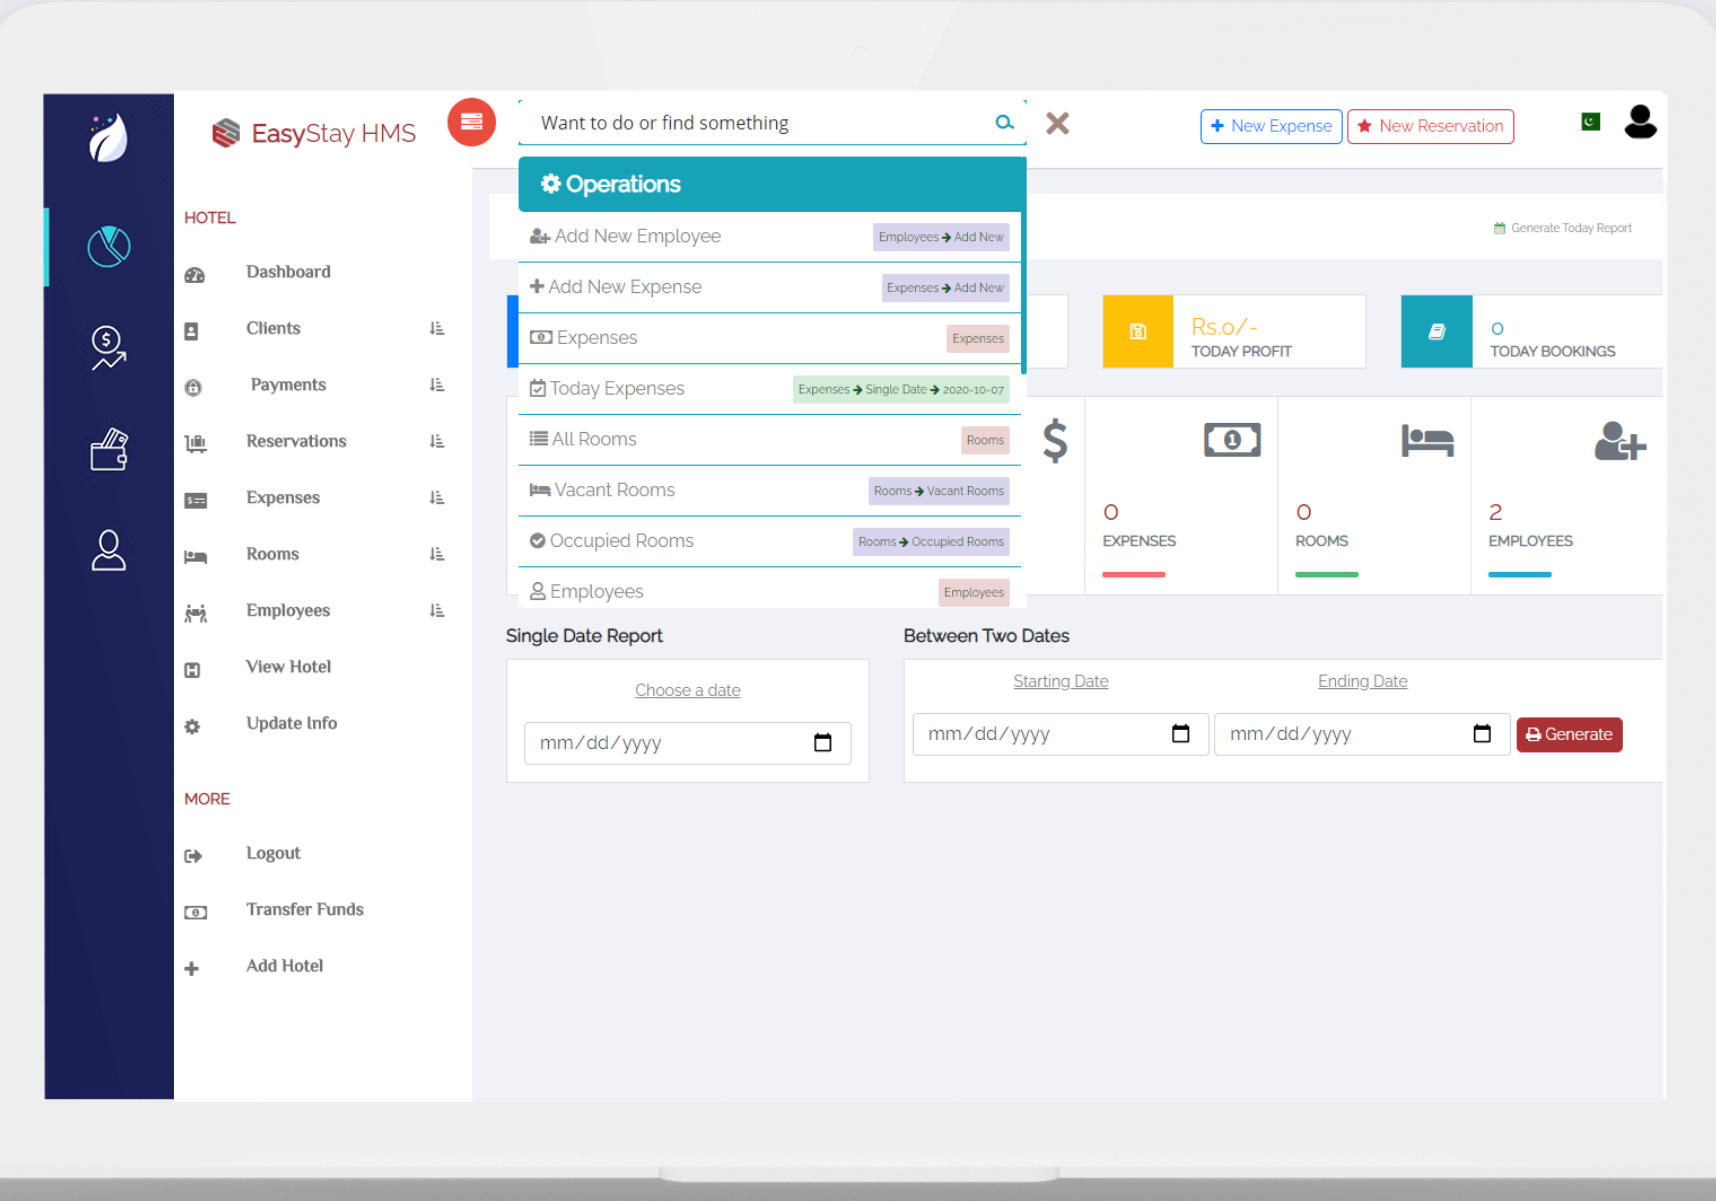 EasyStay HMS
Want to do or find something
New Expense
New Reservation
Operations
Add New Employee
Employees → Add New
Add New Expense
Expenses → Add New
Expenses
Expenses
Today Expenses
Expenses → Single Date → 2020-10-07
All Rooms
Rooms
Vacant Rooms
Rooms → Vacant Rooms
Occupied Rooms
Rooms → Occupied Rooms
Employees
Employees
HOTEL
Dashboard
Clients
Payments
Reservations
Expenses
Rooms
Employees
View Hotel
Update Info
MORE
Logout
Transfer Funds
Add Hotel
Generate Today Report
Rs.0/-
TODAY PROFIT
0
TODAY BOOKINGS
0
EXPENSES
0
ROOMS
2
EMPLOYEES
Single Date Report
Choose a date
mm/dd/yyyy
Between Two Dates
Starting Date
Ending Date
mm/dd/yyyy
mm/dd/yyyy
Generate